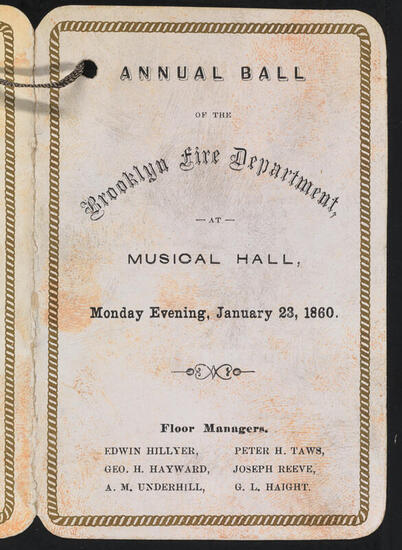 ANNUAL BALL
OF THE
Brooklyn Fire Department,
— AT —
MUSICAL HALL,
Monday Evening, January 23, 1860.
Floor Managers.
EDWIN HILLYER, PETER H. TAWS,
GEO. H. HAYWARD, JOSEPH REEVE,
A. M. UNDERHILL, G. L. HAIGHT.